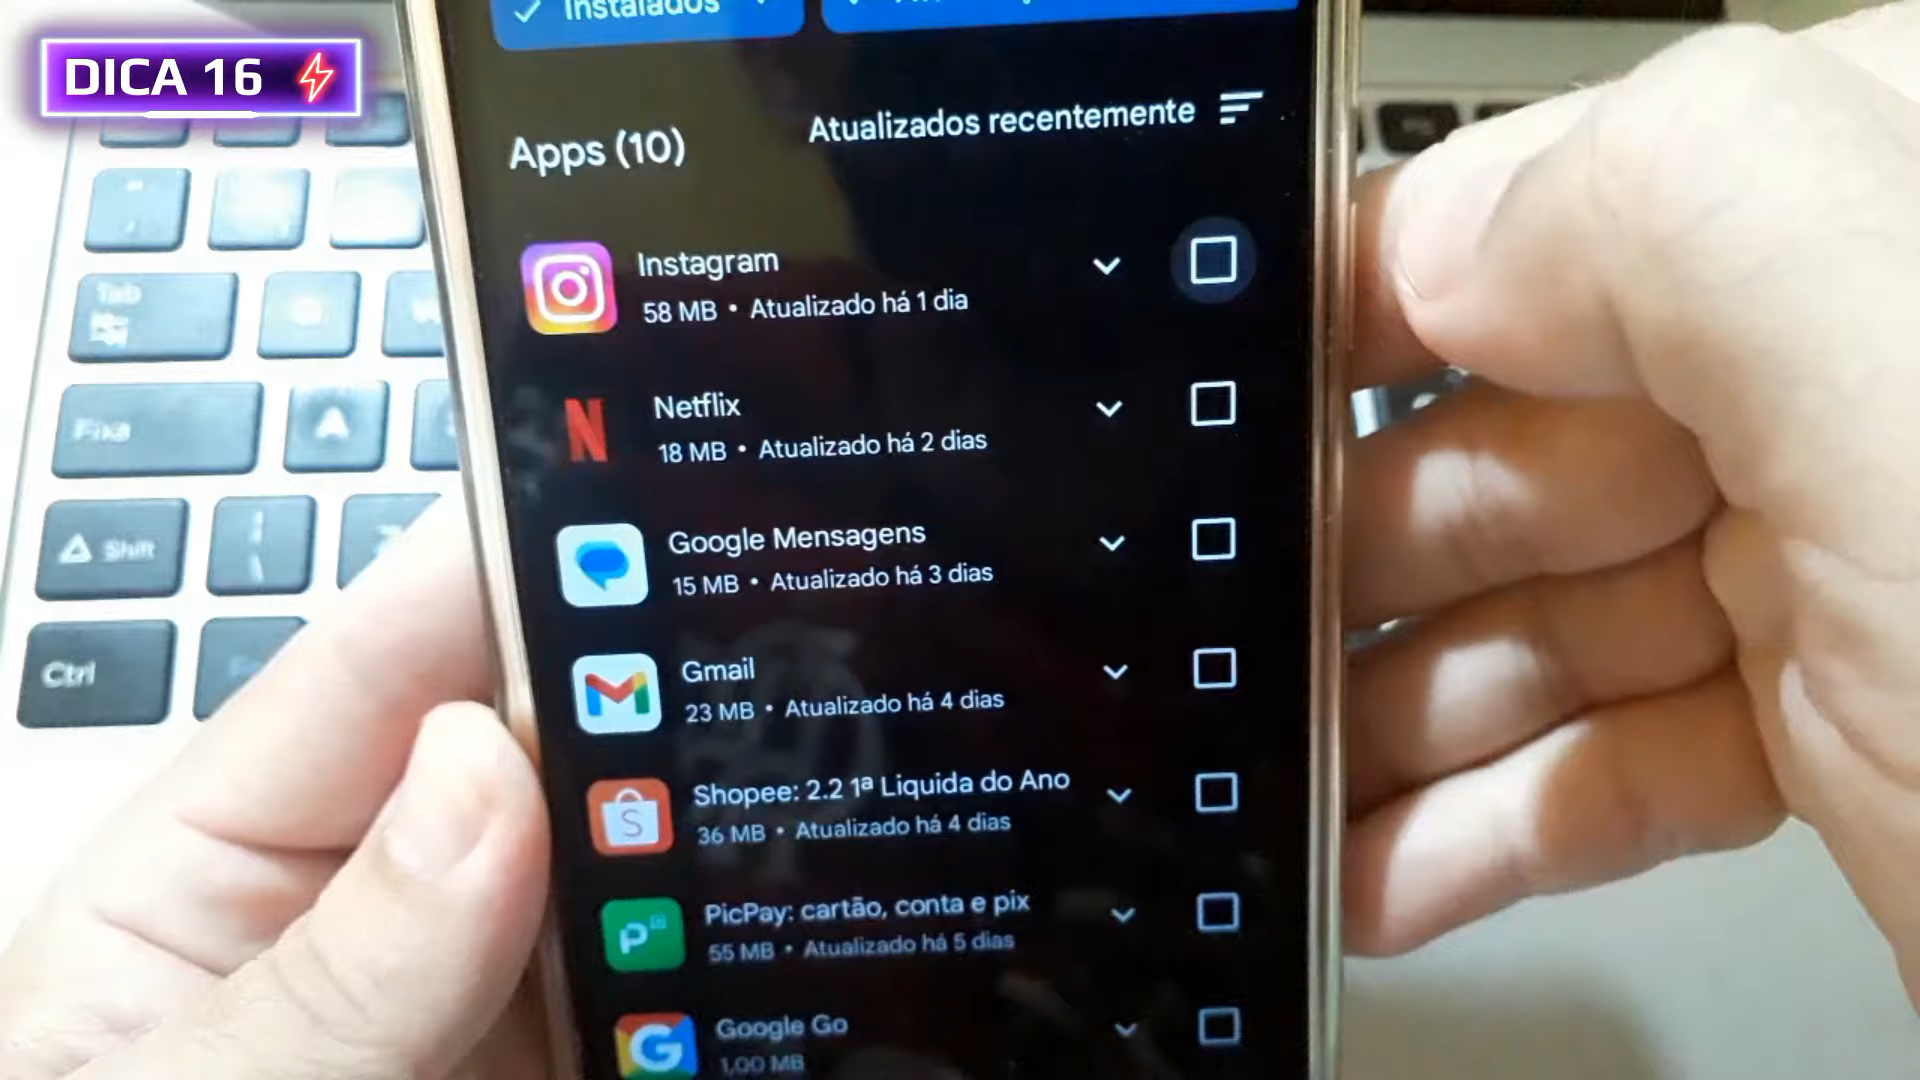 DICA 16
Instalados
Atualizados recentemente
Apps (10)
Instagram
58 MB • Atualizado há 1 dia
Netflix
18 MB • Atualizado há 2 dias
Google Mensagens
15 MB • Atualizado há 3 dias
Gmail
23 MB • Atualizado há 4 dias
Shopee: 2.2 1ª Liquida do Ano
36 MB • Atualizado há 4 dias
PicPay: cartão, conta e pix
55 MB • Atualizado há 5 dias
Google Go
1,00 MB
Tab
Fixa
A
Shift
Ctrl